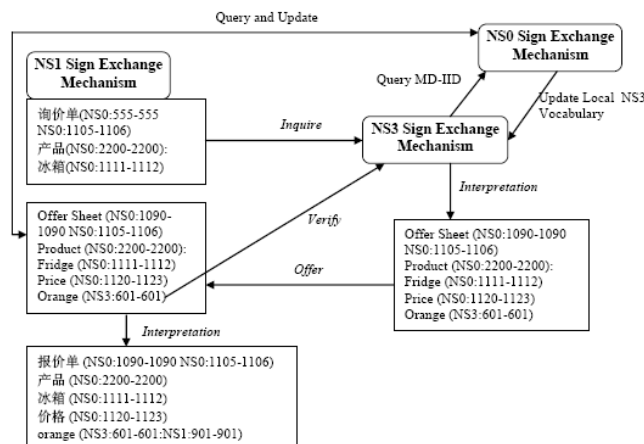 Query and Update
NS0 Sign Exchange
Mechanism
NS1 Sign Exchange
Mechanism
Query MD-IID
Update Local NS3
Vocabulary
询价单(NS0:555-555
NS0:1105-1106)
产品(NS0:2200-2200):
冰箱(NS0:1111-1112)
Inquire
NS3 Sign Exchange
Mechanism
Interpretation
Verify
Offer Sheet (NS0:1090-
1090 NS0:1105-1106)
Product (NS0:2200-2200):
Fridge (NS0:1111-1112)
Price (NS0:1120-1123)
Orange (NS3:601-601)
Offer
Offer Sheet (NS0:1090-1090
NS0:1105-1106)
Product (NS0:2200-2200):
Fridge (NS0:1111-1112)
Price (NS0:1120-1123)
Orange (NS3:601-601)
Interpretation
报价单 (NS0:1090-1090 NS0:1105-1106)
产品 (NS0:2200-2200)
冰箱 (NS0:1111-1112)
价格 (NS0:1120-1123)
orange (NS3:601-601:NS1:901-901)